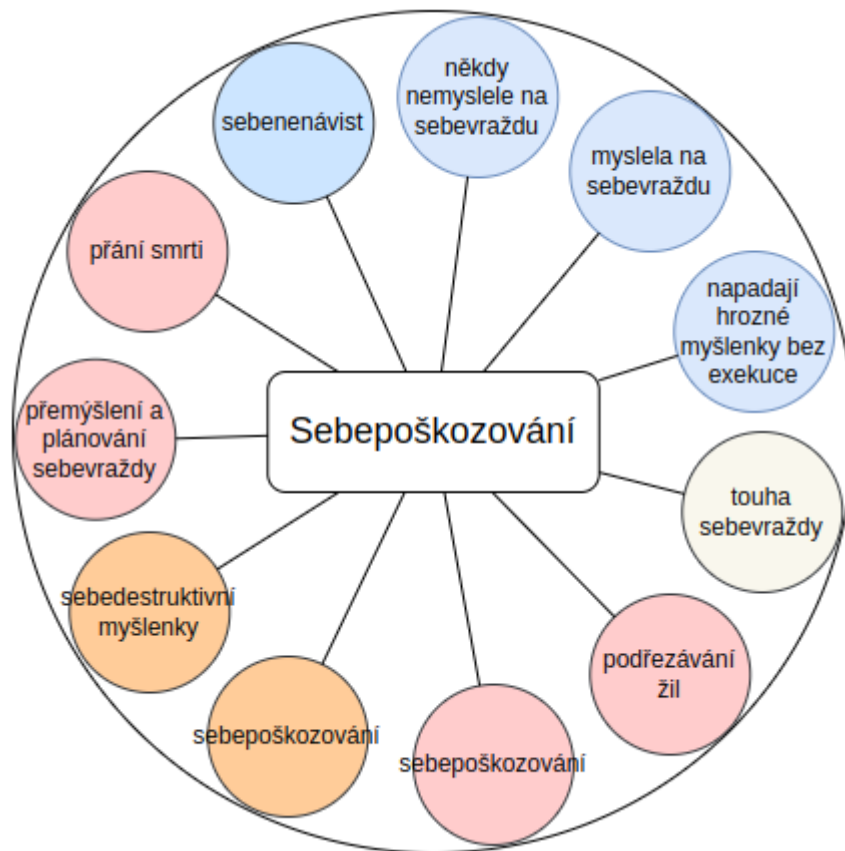 někdy
nemyslele na
sebevraždu
sebenenávist
myslela na
sebevraždu
přání smrti
napadají
hrozné
myšlenky bez
exekuce
Sebepoškozování
přemýšlení a
plánování
sebevraždy
touha
sebevraždy
sebedestruktivní
myšlenky
podřezávání
žil
sebepoškozování
sebepoškozování